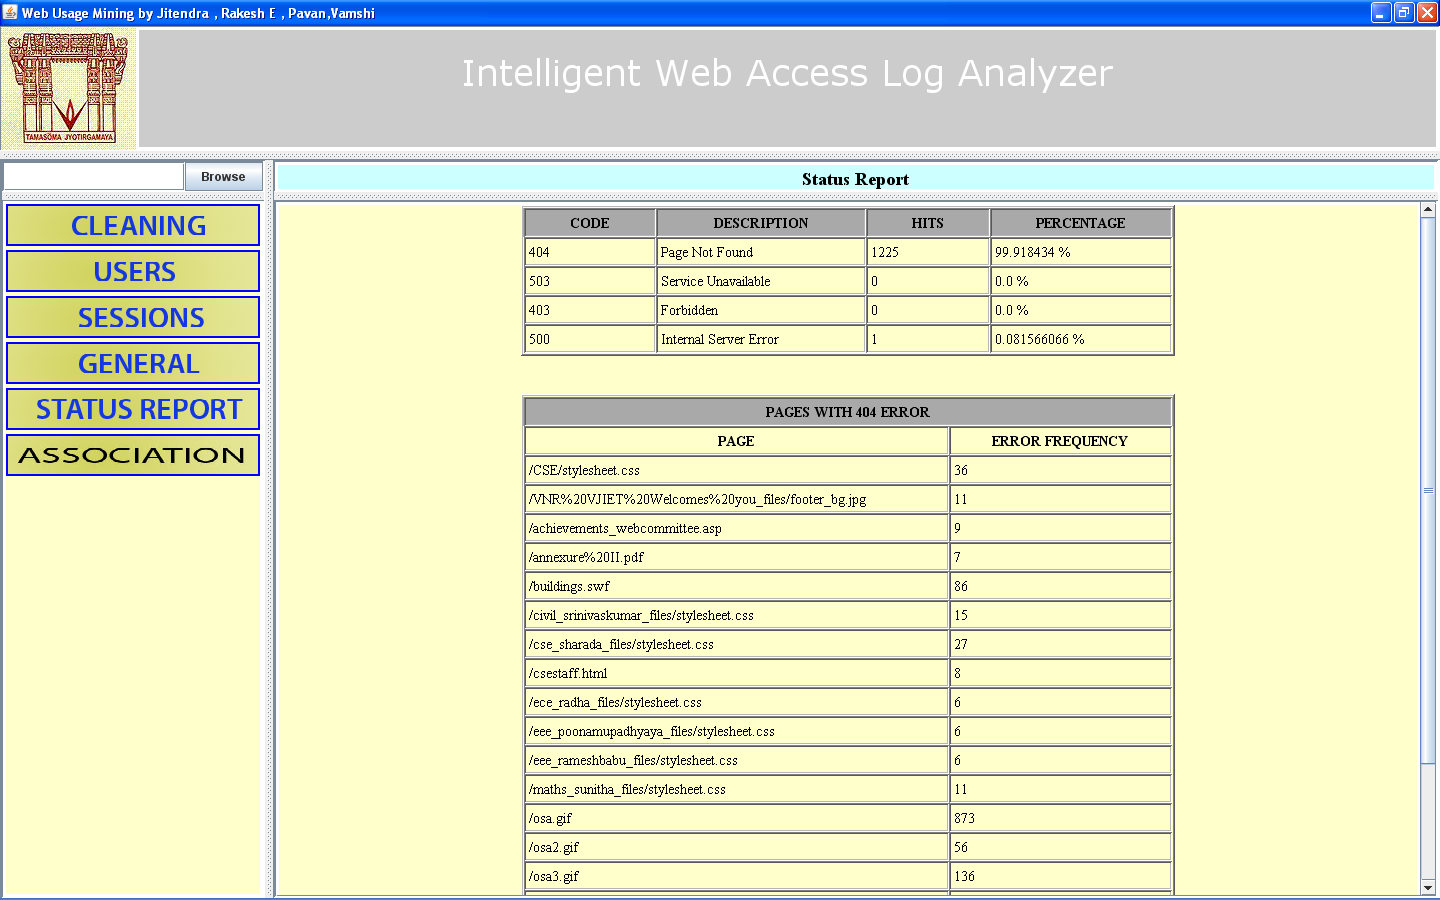 Web Usage Mining by Jitendra , Rakesh E , Pavan,Vamshi
TAMASOMA JYOTIRGAMAYA
Intelligent Web Access Log Analyzer
Browse
CLEANING
USERS
SESSIONS
GENERAL
STATUS REPORT
ASSOCIATION
Status Report
CODE DESCRIPTION HITS PERCENTAGE
404 Page Not Found 1225 99.918434 %
503 Service Unavailable 0 0.0 %
403 Forbidden 0 0.0 %
500 Internal Server Error 1 0.081566066 %
PAGES WITH 404 ERROR
PAGE ERROR FREQUENCY
/CSE/stylesheet.css 36
/VNR%20VJIET%20Welcomes%20you_files/footer_bg.jpg 11
/achievements_webcommittee.asp 9
/annexure%20II.pdf 7
/buildings.swf 86
/civil_srinivaskumar_files/stylesheet.css 15
/cse_sharada_files/stylesheet.css 27
/csestaff.html 8
/ece_radha_files/stylesheet.css 6
/eee_poonamupadhyaya_files/stylesheet.css 6
/eee_rameshbabu_files/stylesheet.css 6
/maths_sunitha_files/stylesheet.css 11
/osa.gif 873
/osa2.gif 56
/osa3.gif 136